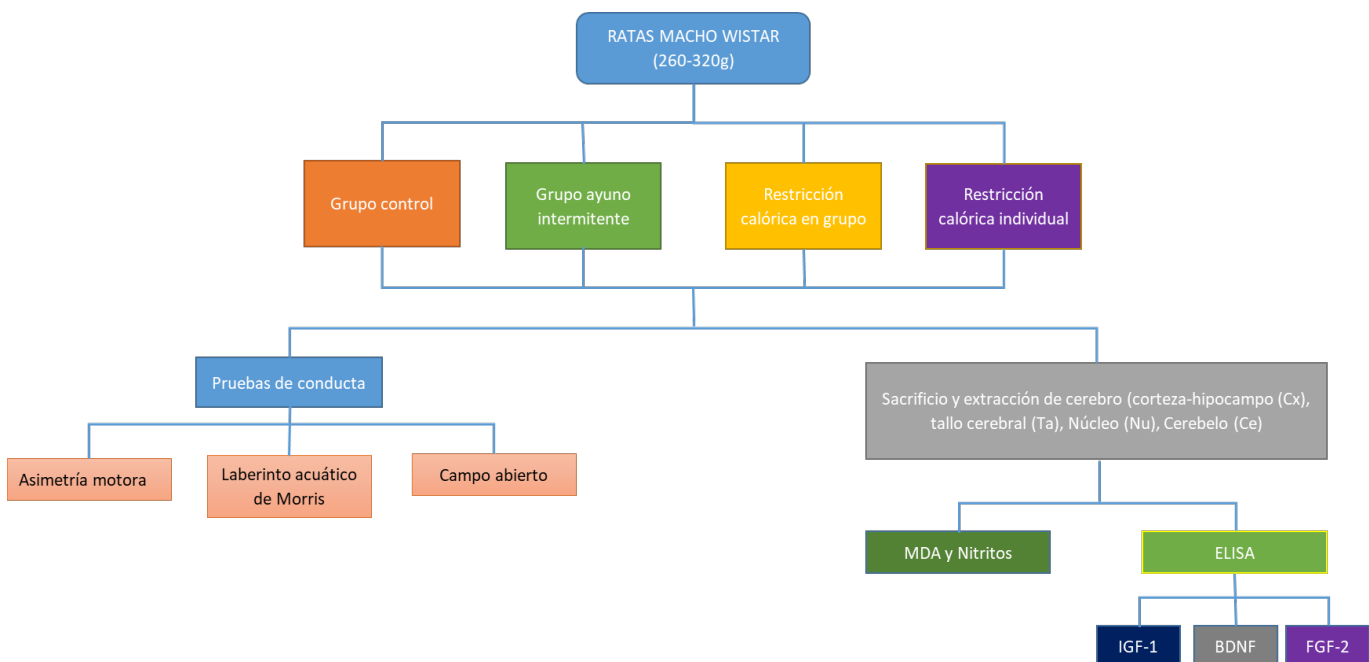 RATAS MACHO WISTAR
(260-320g)
Grupo control
Grupo ayuno
intermitente
Restricción
calórica en grupo
Restricción
calórica individual
Pruebas de conducta
Sacrificio y extracción de cerebro (corteza-hipocampo (Cx),
tallo cerebral (Ta), Núcleo (Nu), Cerebelo (Ce)
Asimetría motora
Laberinto acuático
de Morris
Campo abierto
MDA y Nitritos
ELISA
IGF-1
BDNF
FGF-2